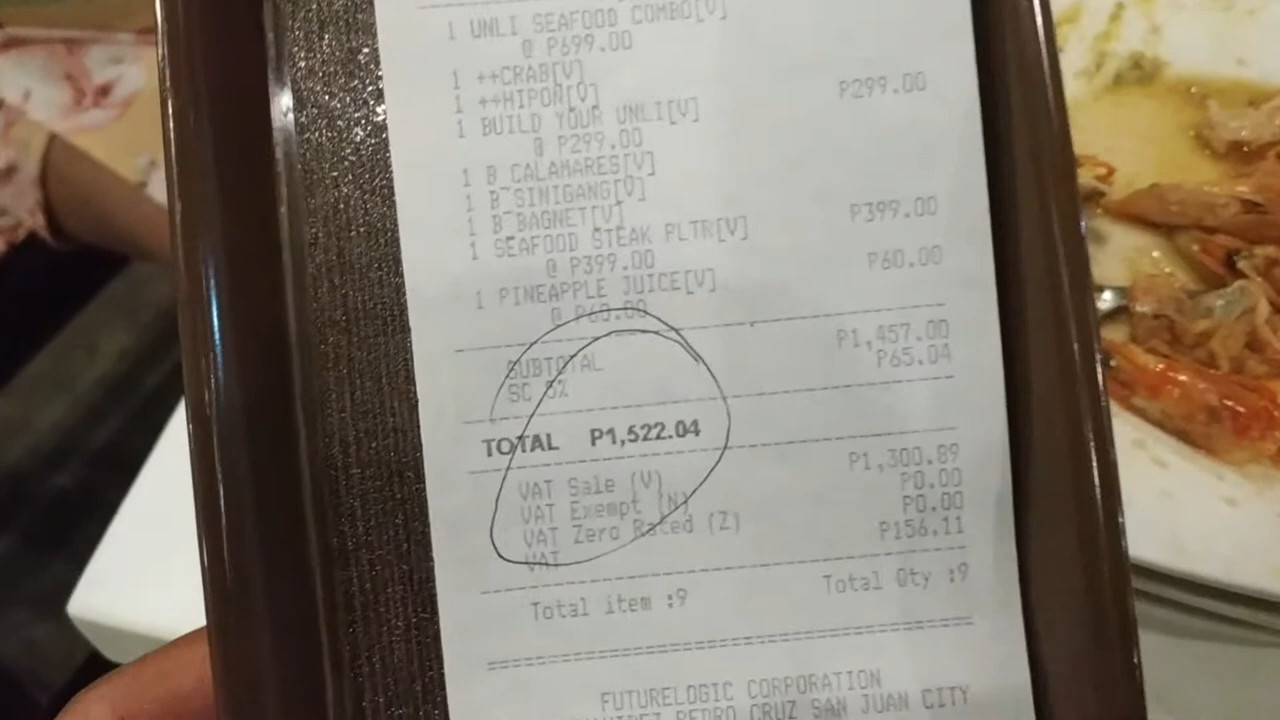 1 UNLI SEAFOOD COMBO[V]
@ P699.00
1 ++CRAB[V]
1 ++HIPON[V]
1 BUILD YOUR UNLI[V] P299.00
@ P299.00
1 B_CALAMARES[V]
1 B~SINIGANG[V]
1 B~BAGNET[V]
1 SEAFOOD STEAK PLTR[V] P399.00
@ P399.00
1 PINEAPPLE JUICE[V] P60.00
@ P60.00
SUBTOTAL P1,457.00
SC 5% P65.04
TOTAL P1,522.04
VAT Sale (V) P1,300.89
VAT Exempt (N) P0.00
VAT Zero Rated (Z) P0.00
VAT P156.11
Total item :9 Total Qty :9
FUTURELOGIC CORPORATION
PEDRO CRUZ SAN JUAN CITY